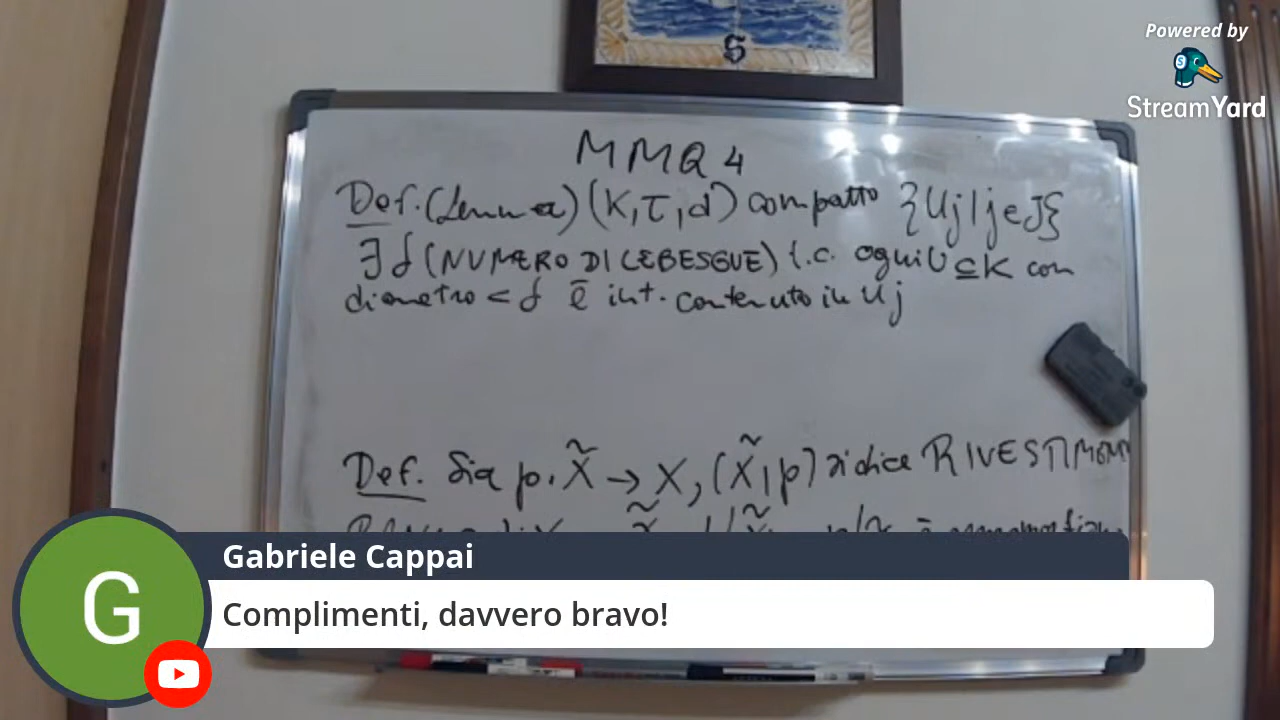 Powered by
StreamYard
S
MMQ 4
Def. (Lemma) (K, τ, d) compatto {Uj | j ∈ J}
∃ δ (NUMERO DI LEBESGUE) t.c. ogni U ⊆ K con
diametro < δ è int. contenuto in Uj
Def. Sia p: X̃ → X, (X̃, p) si dice RIVESTIMENTO
Gabriele Cappai
G
Complimenti, davvero bravo!